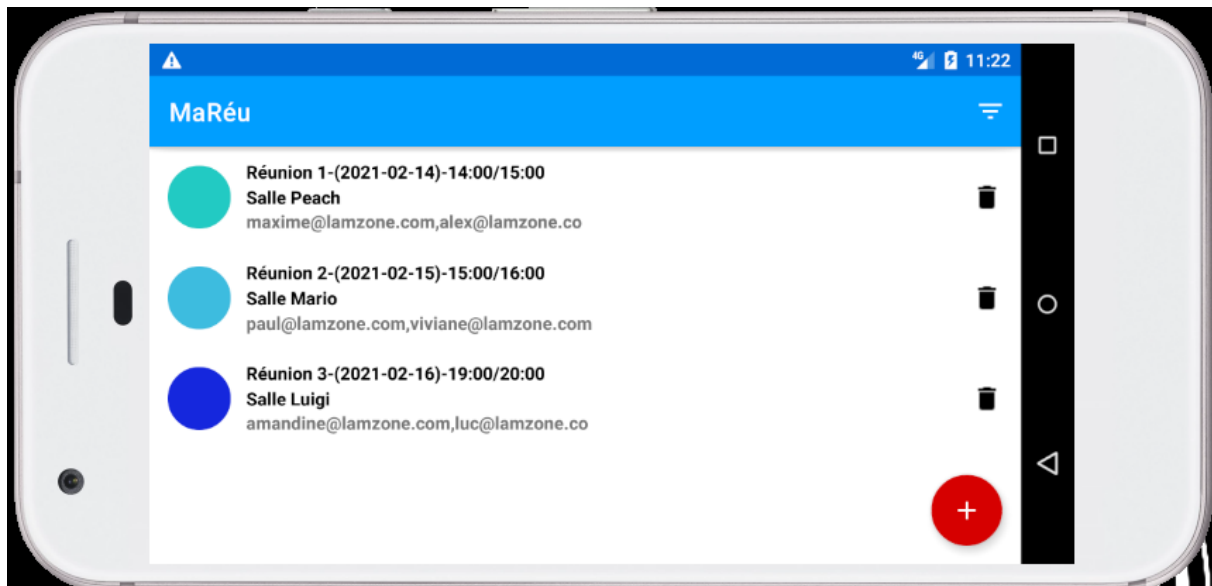 4G 11:22
MaRéu
Réunion 1-(2021-02-14)-14:00/15:00
Salle Peach
maxime@lamzone.com,alex@lamzone.co
Réunion 2-(2021-02-15)-15:00/16:00
Salle Mario
paul@lamzone.com,viviane@lamzone.com
Réunion 3-(2021-02-16)-19:00/20:00
Salle Luigi
amandine@lamzone.com,luc@lamzone.co